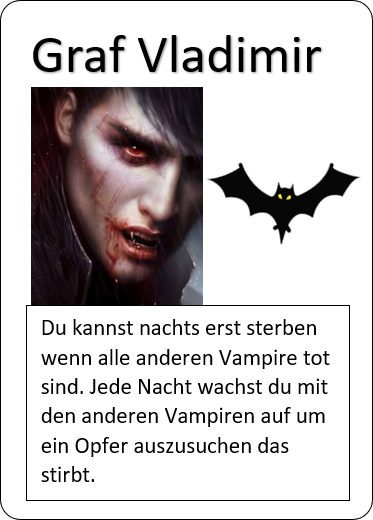 Graf Vladimir
Du kannst nachts erst sterben
wenn alle anderen Vampire tot
sind. Jede Nacht wachst du mit
den anderen Vampiren auf um
ein Opfer auszusuchen das
stirbt.